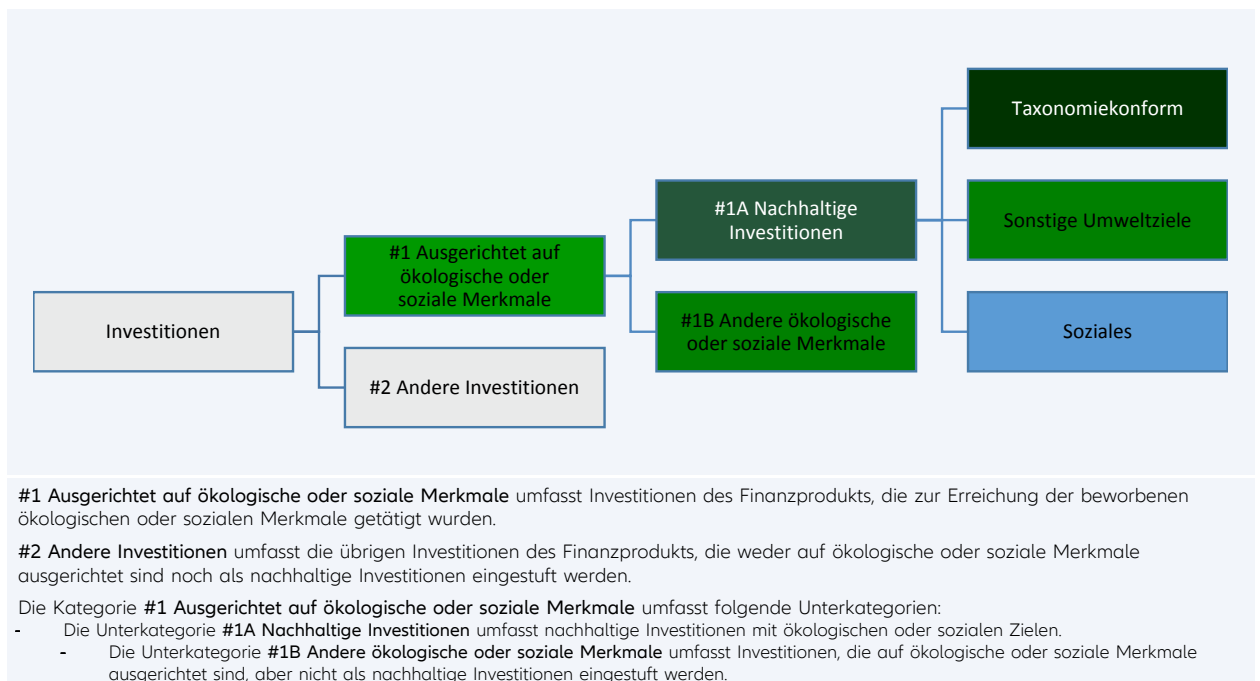 Taxonomiekonform
#1A Nachhaltige
Investitionen
Sonstige Umweltziele
#1 Ausgerichtet auf
ökologische oder
soziale Merkmale
Investitionen
#1B Andere ökologische
oder soziale Merkmale
Soziales
#2 Andere Investitionen
#1 Ausgerichtet auf ökologische oder soziale Merkmale umfasst Investitionen des Finanzprodukts, die zur Erreichung der beworbenen
ökologischen oder sozialen Merkmale getätigt wurden.
#2 Andere Investitionen umfasst die übrigen Investitionen des Finanzprodukts, die weder auf ökologische oder soziale Merkmale
ausgerichtet sind noch als nachhaltige Investitionen eingestuft werden.
Die Kategorie #1 Ausgerichtet auf ökologische oder soziale Merkmale umfasst folgende Unterkategorien:
- Die Unterkategorie #1A Nachhaltige Investitionen umfasst nachhaltige Investitionen mit ökologischen oder sozialen Zielen.
- Die Unterkategorie #1B Andere ökologische oder soziale Merkmale umfasst Investitionen, die auf ökologische oder soziale Merkmale
ausgerichtet sind, aber nicht als nachhaltige Investitionen eingestuft werden.